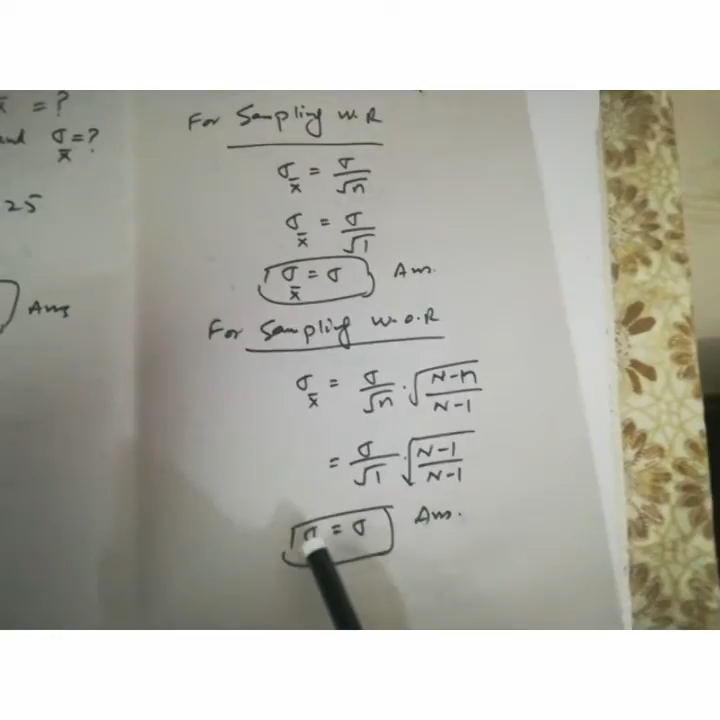 x̄ = ?
and σx̄ = ?
25
Ans
For Sampling W.R
σx̄ = σ/√n
σx̄ = σ/√1
σx̄ = σ Ans.
For Sampling W.O.R
σx̄ = σ/√n · √(N-n/N-1)
= σ/√1 · √(N-1/N-1)
σ = σ Ans.